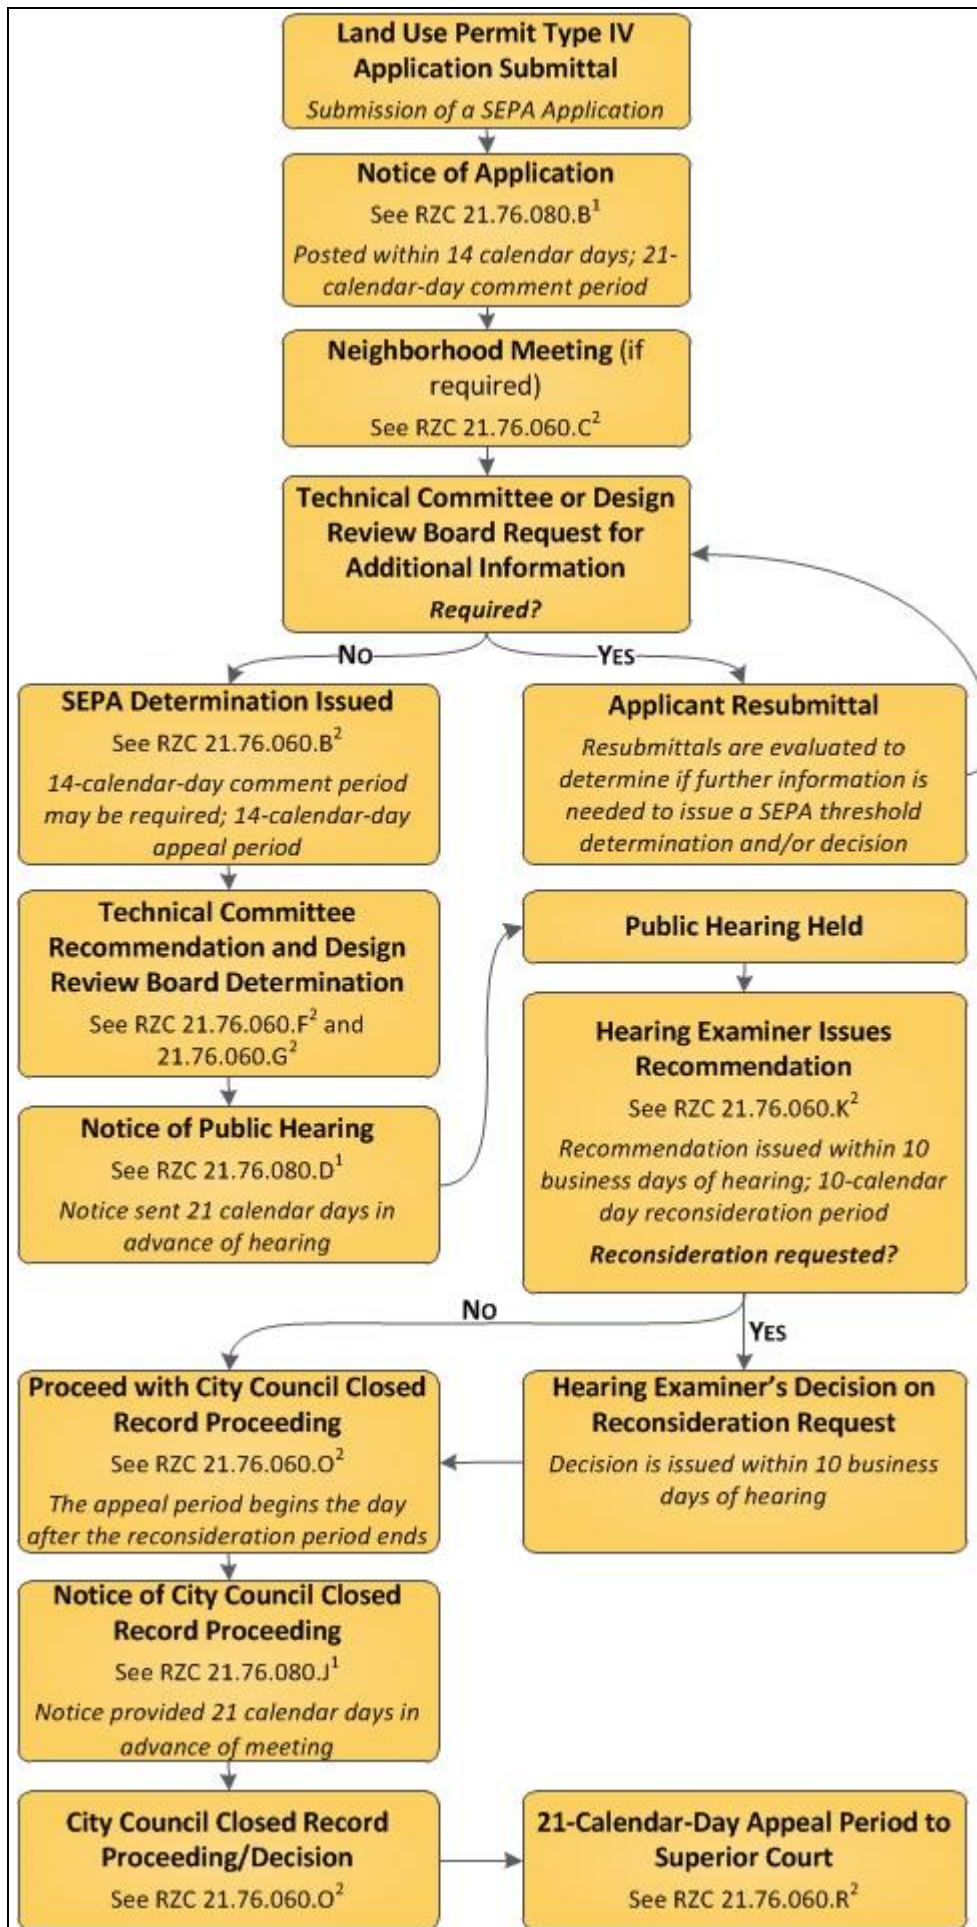 Land Use Permit Type IV
Application Submittal
Submission of a SEPA Application
Notice of Application
See RZC 21.76.080.B¹
Posted within 14 calendar days; 21-
calendar-day comment period
Neighborhood Meeting (if
required)
See RZC 21.76.060.C²
Technical Committee or Design
Review Board Request for
Additional Information
Required?
NO
YES
SEPA Determination Issued
See RZC 21.76.060.B²
14-calendar-day comment period
may be required; 14-calendar-day
appeal period
Applicant Resubmittal
Resubmittals are evaluated to
determine if further information is
needed to issue a SEPA threshold
determination and/or decision
Technical Committee
Recommendation and Design
Review Board Determination
See RZC 21.76.060.F² and
21.76.060.G²
Notice of Public Hearing
See RZC 21.76.080.D¹
Notice sent 21 calendar days in
advance of hearing
Public Hearing Held
Hearing Examiner Issues
Recommendation
See RZC 21.76.060.K²
Recommendation issued within 10
business days of hearing; 10-calendar
day reconsideration period
Reconsideration requested?
NO
YES
Proceed with City Council Closed
Record Proceeding
See RZC 21.76.060.O²
The appeal period begins the day
after the reconsideration period ends
Hearing Examiner’s Decision on
Reconsideration Request
Decision is issued within 10 business
days of hearing
Notice of City Council Closed
Record Proceeding
See RZC 21.76.080.J¹
Notice provided 21 calendar days in
advance of meeting
City Council Closed Record
Proceeding/Decision
See RZC 21.76.060.O²
21-Calendar-Day Appeal Period to
Superior Court
See RZC 21.76.060.R²